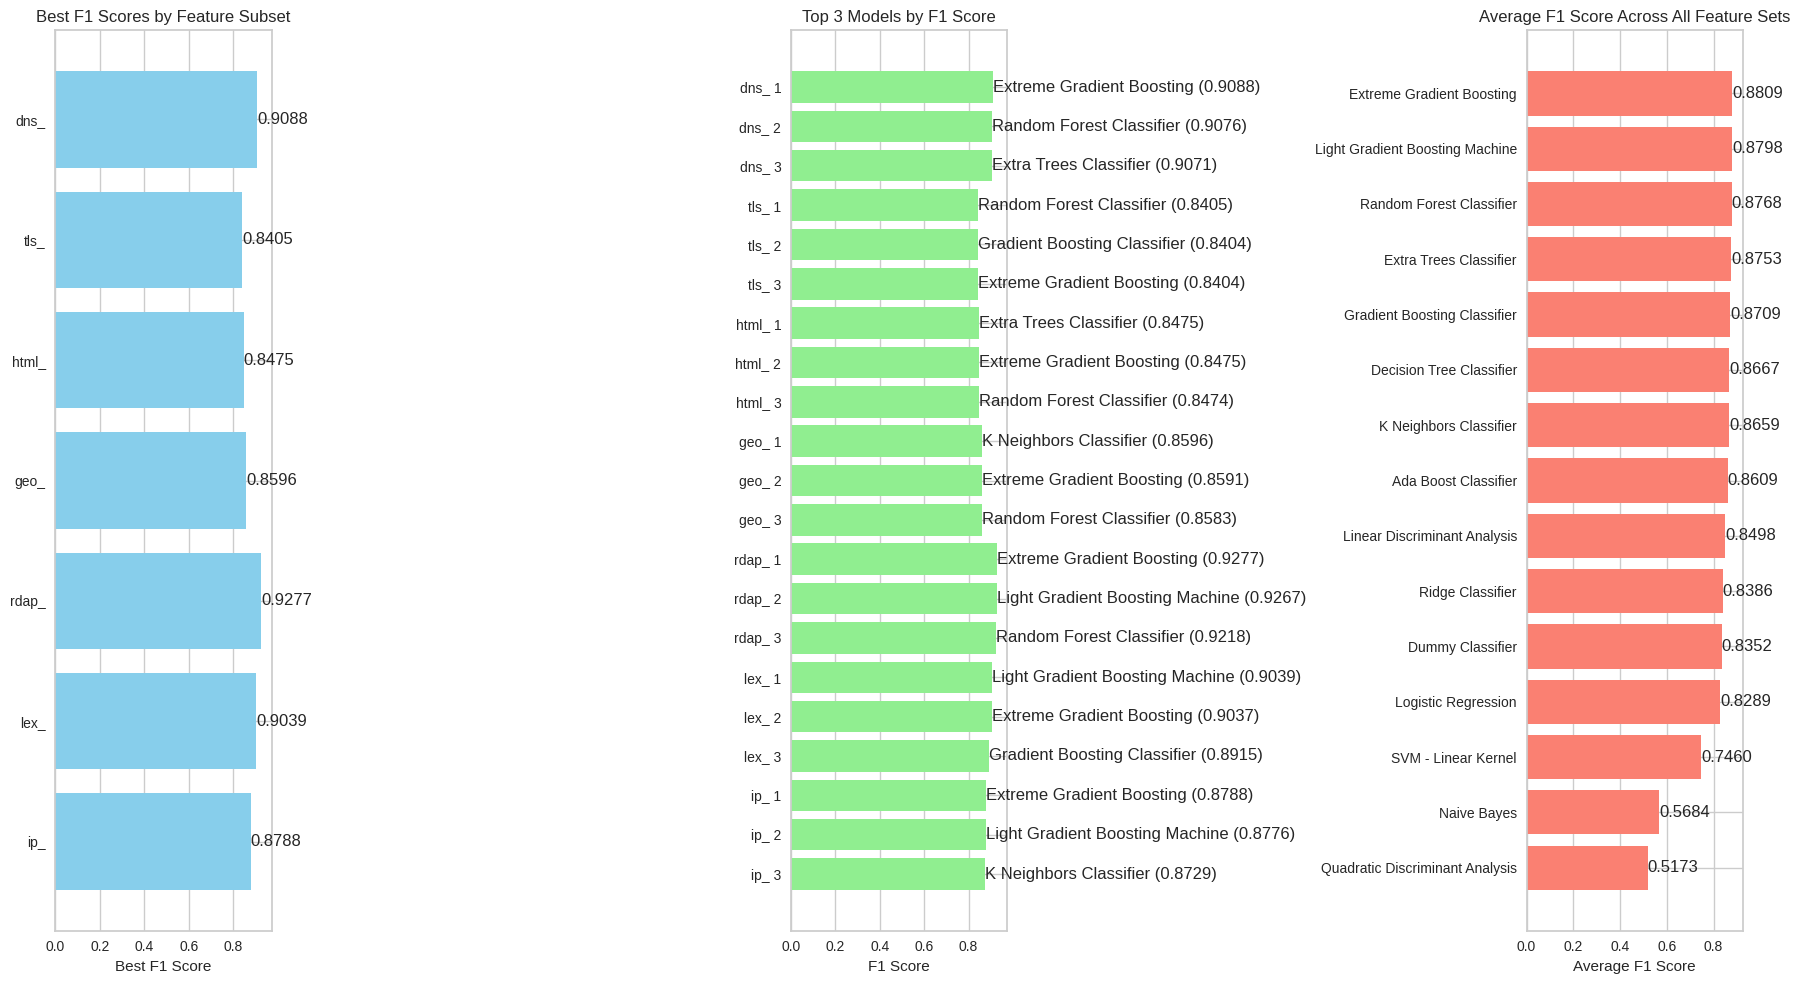 Best F1 Scores by Feature Subset
dns_
0.9088
tls_
0.8405
html_
0.8475
geo_
0.8596
rdap_
0.9277
lex_
0.9039
ip_
0.8788
0.0 0.2 0.4 0.6 0.8
Best F1 Score
Top 3 Models by F1 Score
dns_ 1 Extreme Gradient Boosting (0.9088)
dns_ 2 Random Forest Classifier (0.9076)
dns_ 3 Extra Trees Classifier (0.9071)
tls_ 1 Random Forest Classifier (0.8405)
tls_ 2 Gradient Boosting Classifier (0.8404)
tls_ 3 Extreme Gradient Boosting (0.8404)
html_ 1 Extra Trees Classifier (0.8475)
html_ 2 Extreme Gradient Boosting (0.8475)
html_ 3 Random Forest Classifier (0.8474)
geo_ 1 K Neighbors Classifier (0.8596)
geo_ 2 Extreme Gradient Boosting (0.8591)
geo_ 3 Random Forest Classifier (0.8583)
rdap_ 1 Extreme Gradient Boosting (0.9277)
rdap_ 2 Light Gradient Boosting Machine (0.9267)
rdap_ 3 Random Forest Classifier (0.9218)
lex_ 1 Light Gradient Boosting Machine (0.9039)
lex_ 2 Extreme Gradient Boosting (0.9037)
lex_ 3 Gradient Boosting Classifier (0.8915)
ip_ 1 Extreme Gradient Boosting (0.8788)
ip_ 2 Light Gradient Boosting Machine (0.8776)
ip_ 3 K Neighbors Classifier (0.8729)
0.0 0.2 0.4 0.6 0.8
F1 Score
Average F1 Score Across All Feature Sets
Extreme Gradient Boosting 0.8809
Light Gradient Boosting Machine 0.8798
Random Forest Classifier 0.8768
Extra Trees Classifier 0.8753
Gradient Boosting Classifier 0.8709
Decision Tree Classifier 0.8667
K Neighbors Classifier 0.8659
Ada Boost Classifier 0.8609
Linear Discriminant Analysis 0.8498
Ridge Classifier 0.8386
Dummy Classifier 0.8352
Logistic Regression 0.8289
SVM - Linear Kernel 0.7460
Naive Bayes 0.5684
Quadratic Discriminant Analysis 0.5173
0.0 0.2 0.4 0.6 0.8
Average F1 Score